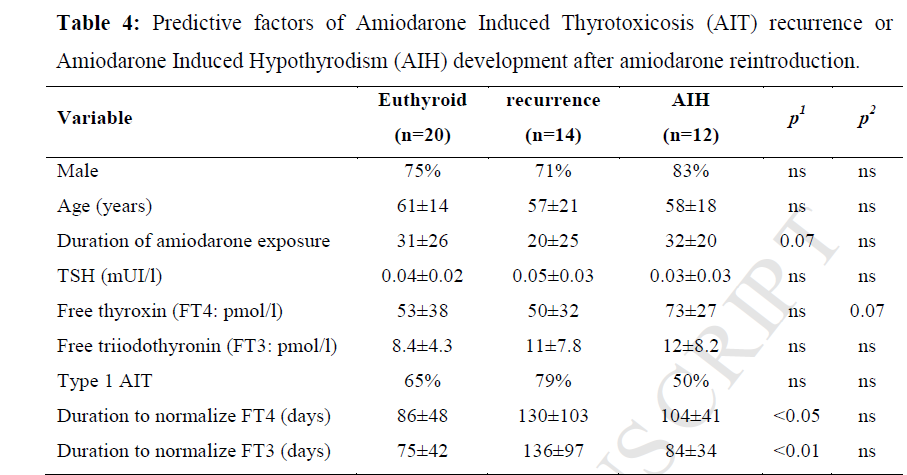 Table 4: Predictive factors of Amiodarone Induced Thyrotoxicosis (AIT) recurrence or
Amiodarone Induced Hypothyrodism (AIH) development after amiodarone reintroduction.
Variable Euthyroid (n=20) recurrence (n=14) AIH (n=12) p1 p2
Male 75% 71% 83% ns ns
Age (years) 61±14 57±21 58±18 ns ns
Duration of amiodarone exposure 31±26 20±25 32±20 0.07 ns
TSH (mUI/l) 0.04±0.02 0.05±0.03 0.03±0.03 ns ns
Free thyroxin (FT4: pmol/l) 53±38 50±32 73±27 ns 0.07
Free triiodothyronin (FT3: pmol/l) 8.4±4.3 11±7.8 12±8.2 ns ns
Type 1 AIT 65% 79% 50% ns ns
Duration to normalize FT4 (days) 86±48 130±103 104±41 <0.05 ns
Duration to normalize FT3 (days) 75±42 136±97 84±34 <0.01 ns